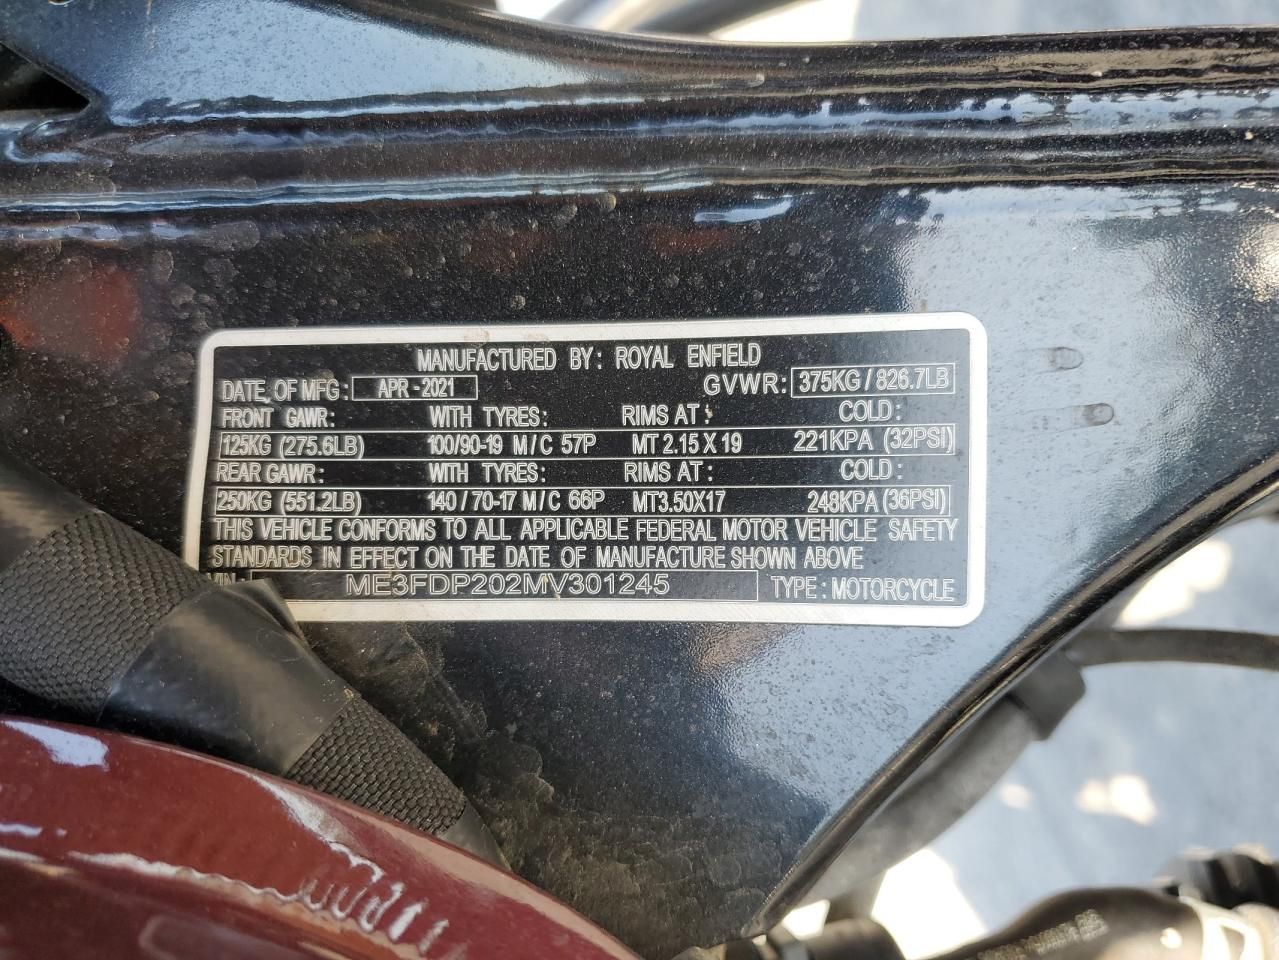 MANUFACTURED BY: ROYAL ENFIELD
DATE OF MFG: APR-2021 GVWR: 375KG / 826.7LB
FRONT GAWR: WITH TYRES: RIMS AT: COLD:
125KG (275.6LB) 100/90-19 M/C 57P MT 2.15 X 19 221KPA (32PSI)
REAR GAWR: WITH TYRES: RIMS AT: COLD:
250KG (551.2LB) 140/70-17 M/C 66P MT3.50X17 248KPA (36PSI)
THIS VEHICLE CONFORMS TO ALL APPLICABLE FEDERAL MOTOR VEHICLE SAFETY
STANDARDS IN EFFECT ON THE DATE OF MANUFACTURE SHOWN ABOVE
VIN: ME3FDP202MV301245 TYPE: MOTORCYCLE